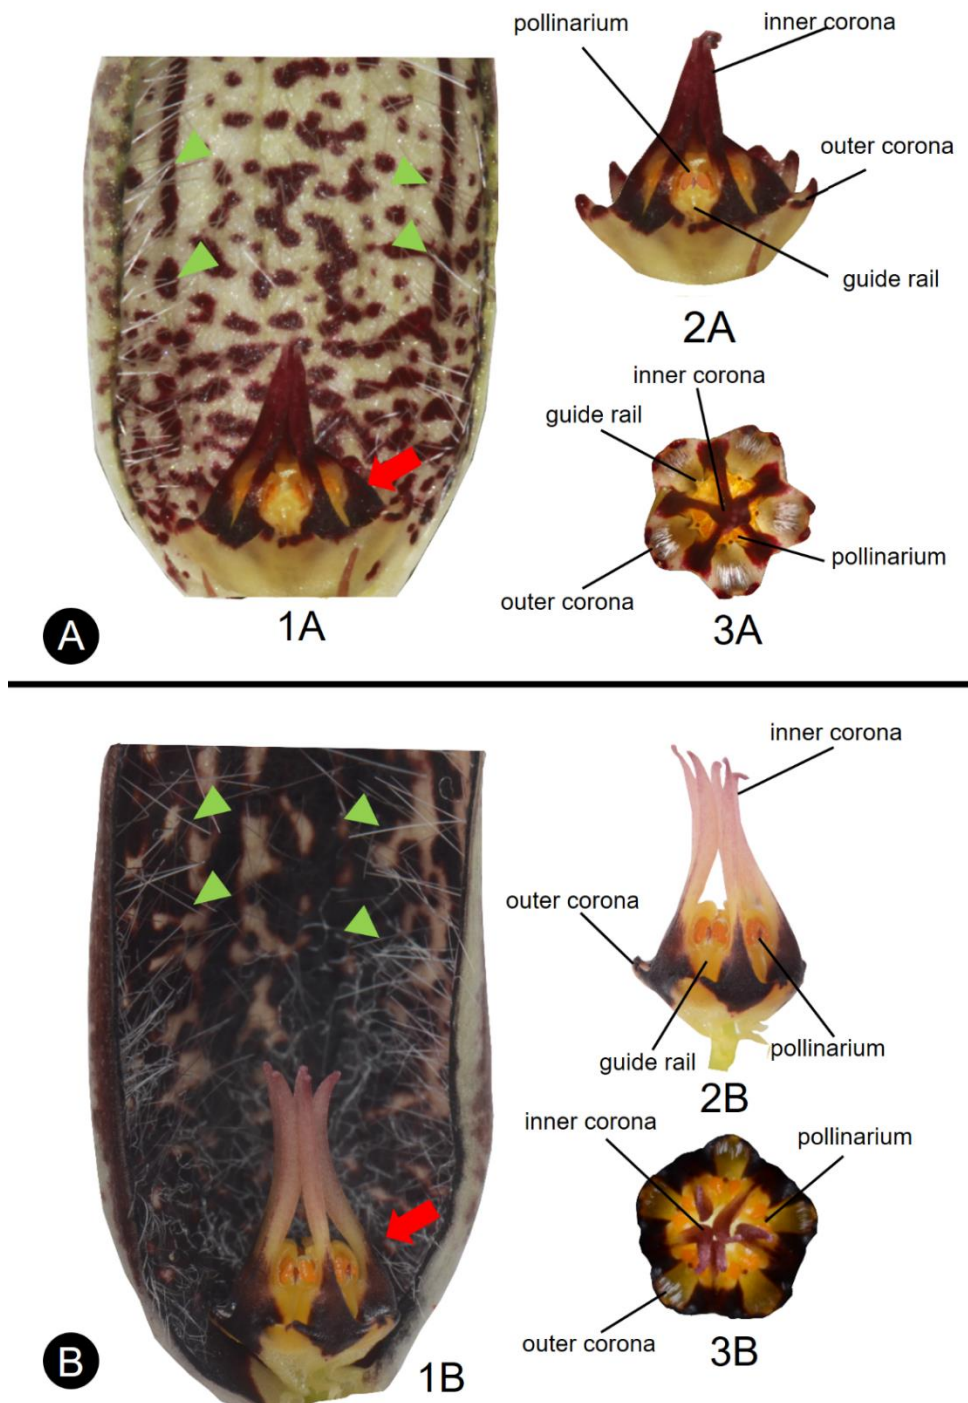 pollinarium
inner corona
outer corona
guide rail
2A
inner corona
guide rail
pollinarium
outer corona
3A
1A
A
inner corona
outer corona
guide rail
pollinarium
2B
inner corona
pollinarium
outer corona
3B
1B
B